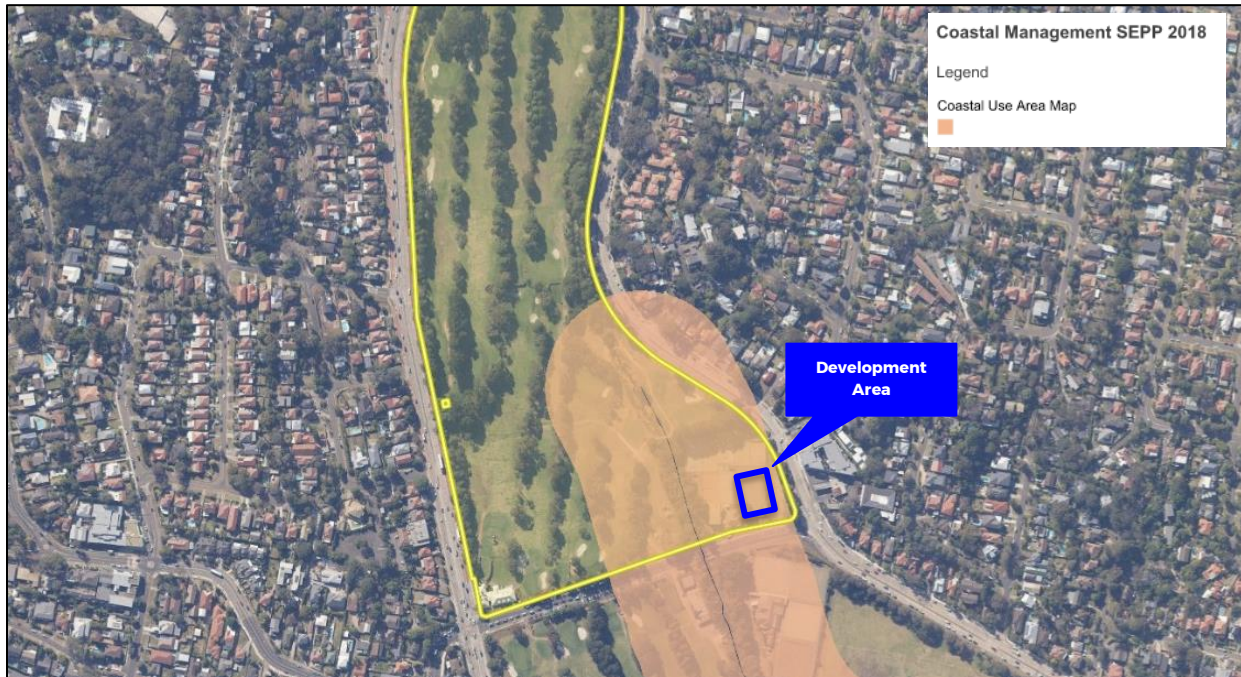 Coastal Management SEPP 2018
Legend
Coastal Use Area Map
Development
Area